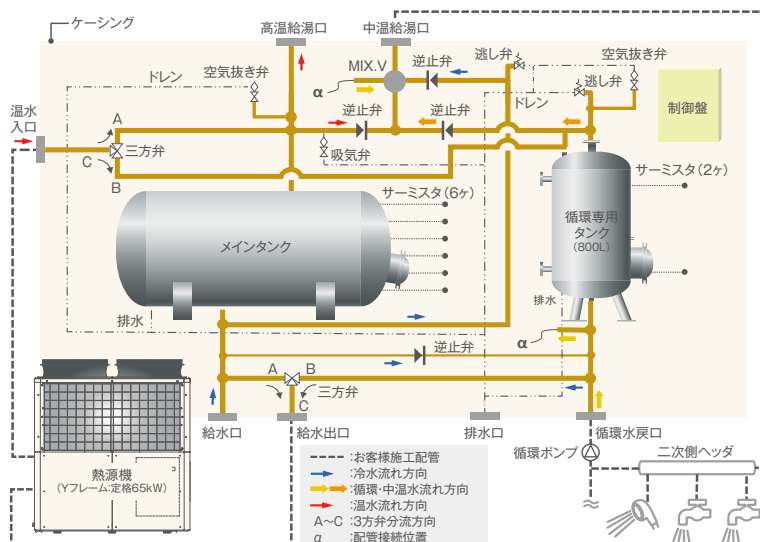 ケーシング
高温給湯口
中温給湯口
逃し弁
空気抜き弁
MIX.V
逆止弁
ドレン
空気抜き弁
α
ドレン
逃し弁
制御盤
温水
入口
A
逆止弁
逆止弁
三方弁
C
B
吸気弁
サーミスタ(6ヶ)
サーミスタ(2ヶ)
メインタンク
循環専用
タンク
(800L)
排水
排水
α
逆止弁
A
B
三方弁
C
給水口
給水出口
排水口
循環水戻口
循環ポンプ
二次側ヘッダ
熱源機
(Yフレーム:定格65kW)
:お客様施工配管
:冷水流れ方向
:循環・中温水流れ方向
:温水流れ方向
A~C :3方弁分流方向
α :配管接続位置